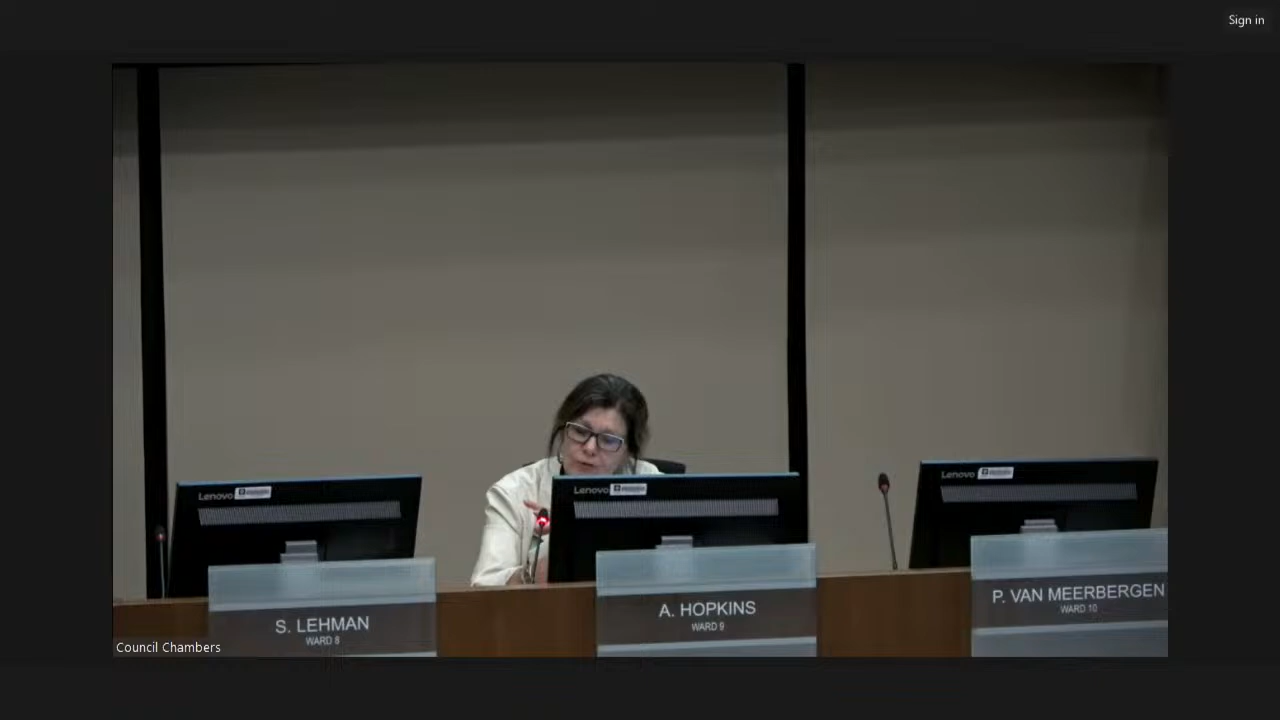 Sign in
Lenovo
Lenovo
Lenovo
S. LEHMAN
WARD 8
A. HOPKINS
WARD 9
P. VAN MEERBERGEN
WARD 10
Council Chambers